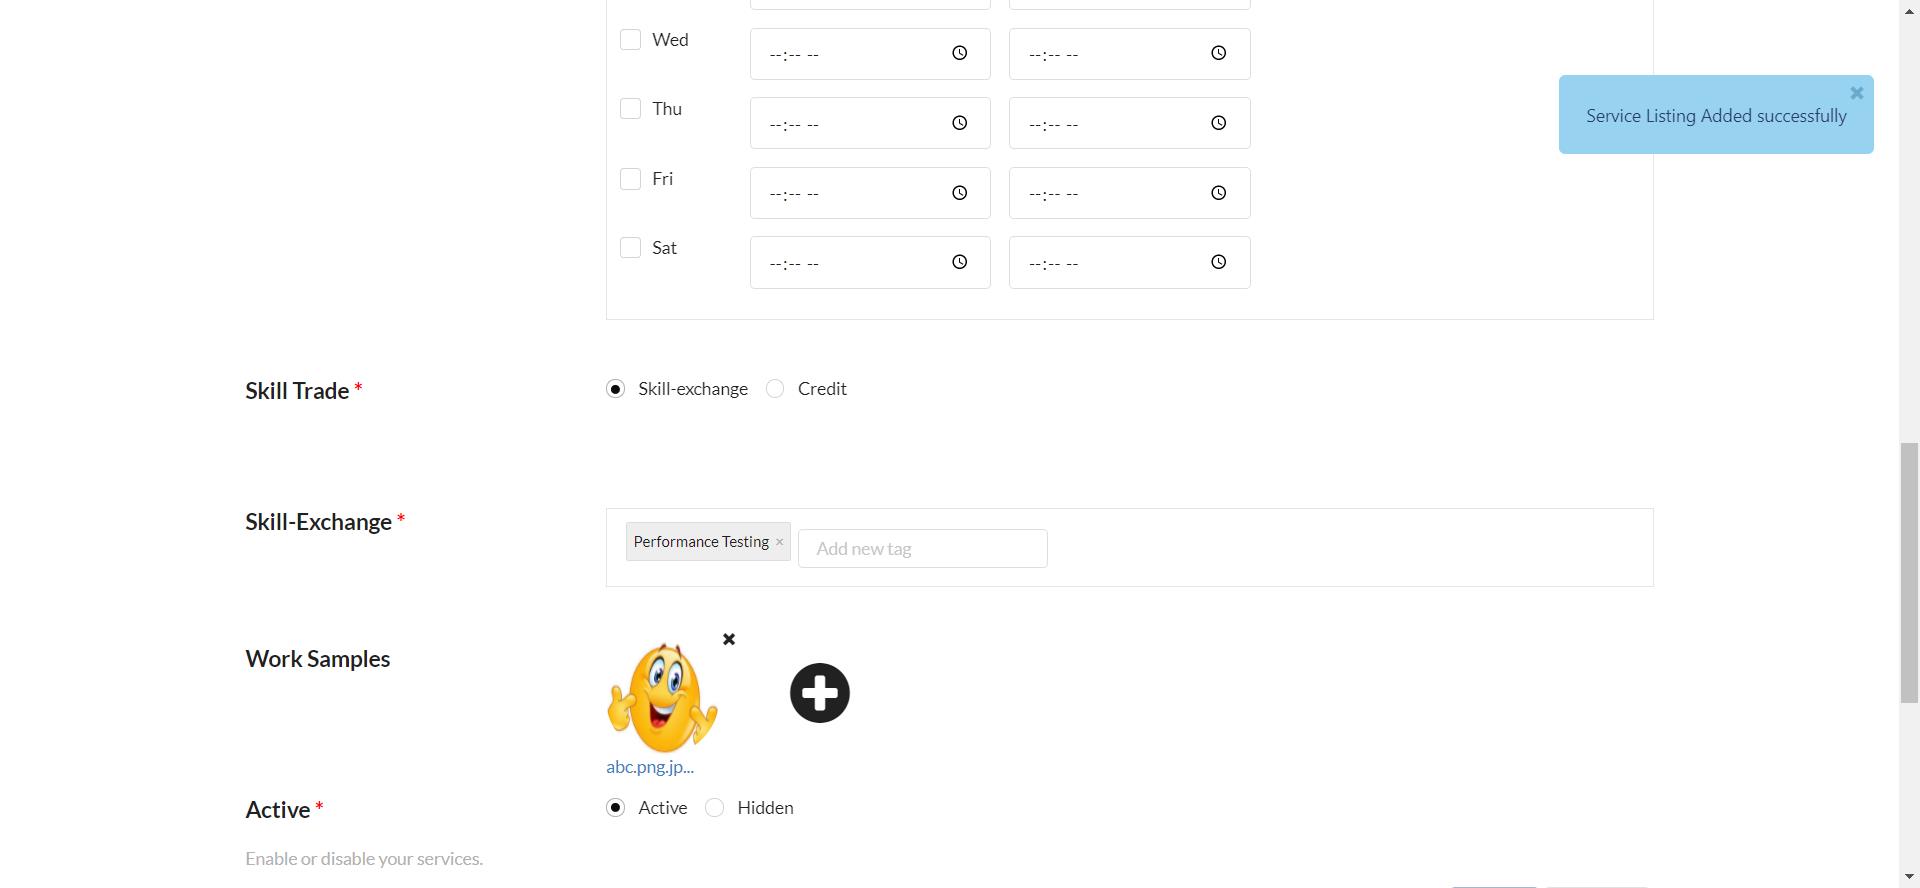 Wed --:-- -- --:-- --
Service Listing Added successfully
Thu --:-- -- --:-- --
Fri --:-- -- --:-- --
Sat --:-- -- --:-- --
Skill Trade * Skill-exchange Credit
Skill-Exchange * Performance Testing × Add new tag
Work Samples
abc.png.jp...
Active * Active Hidden
Enable or disable your services.